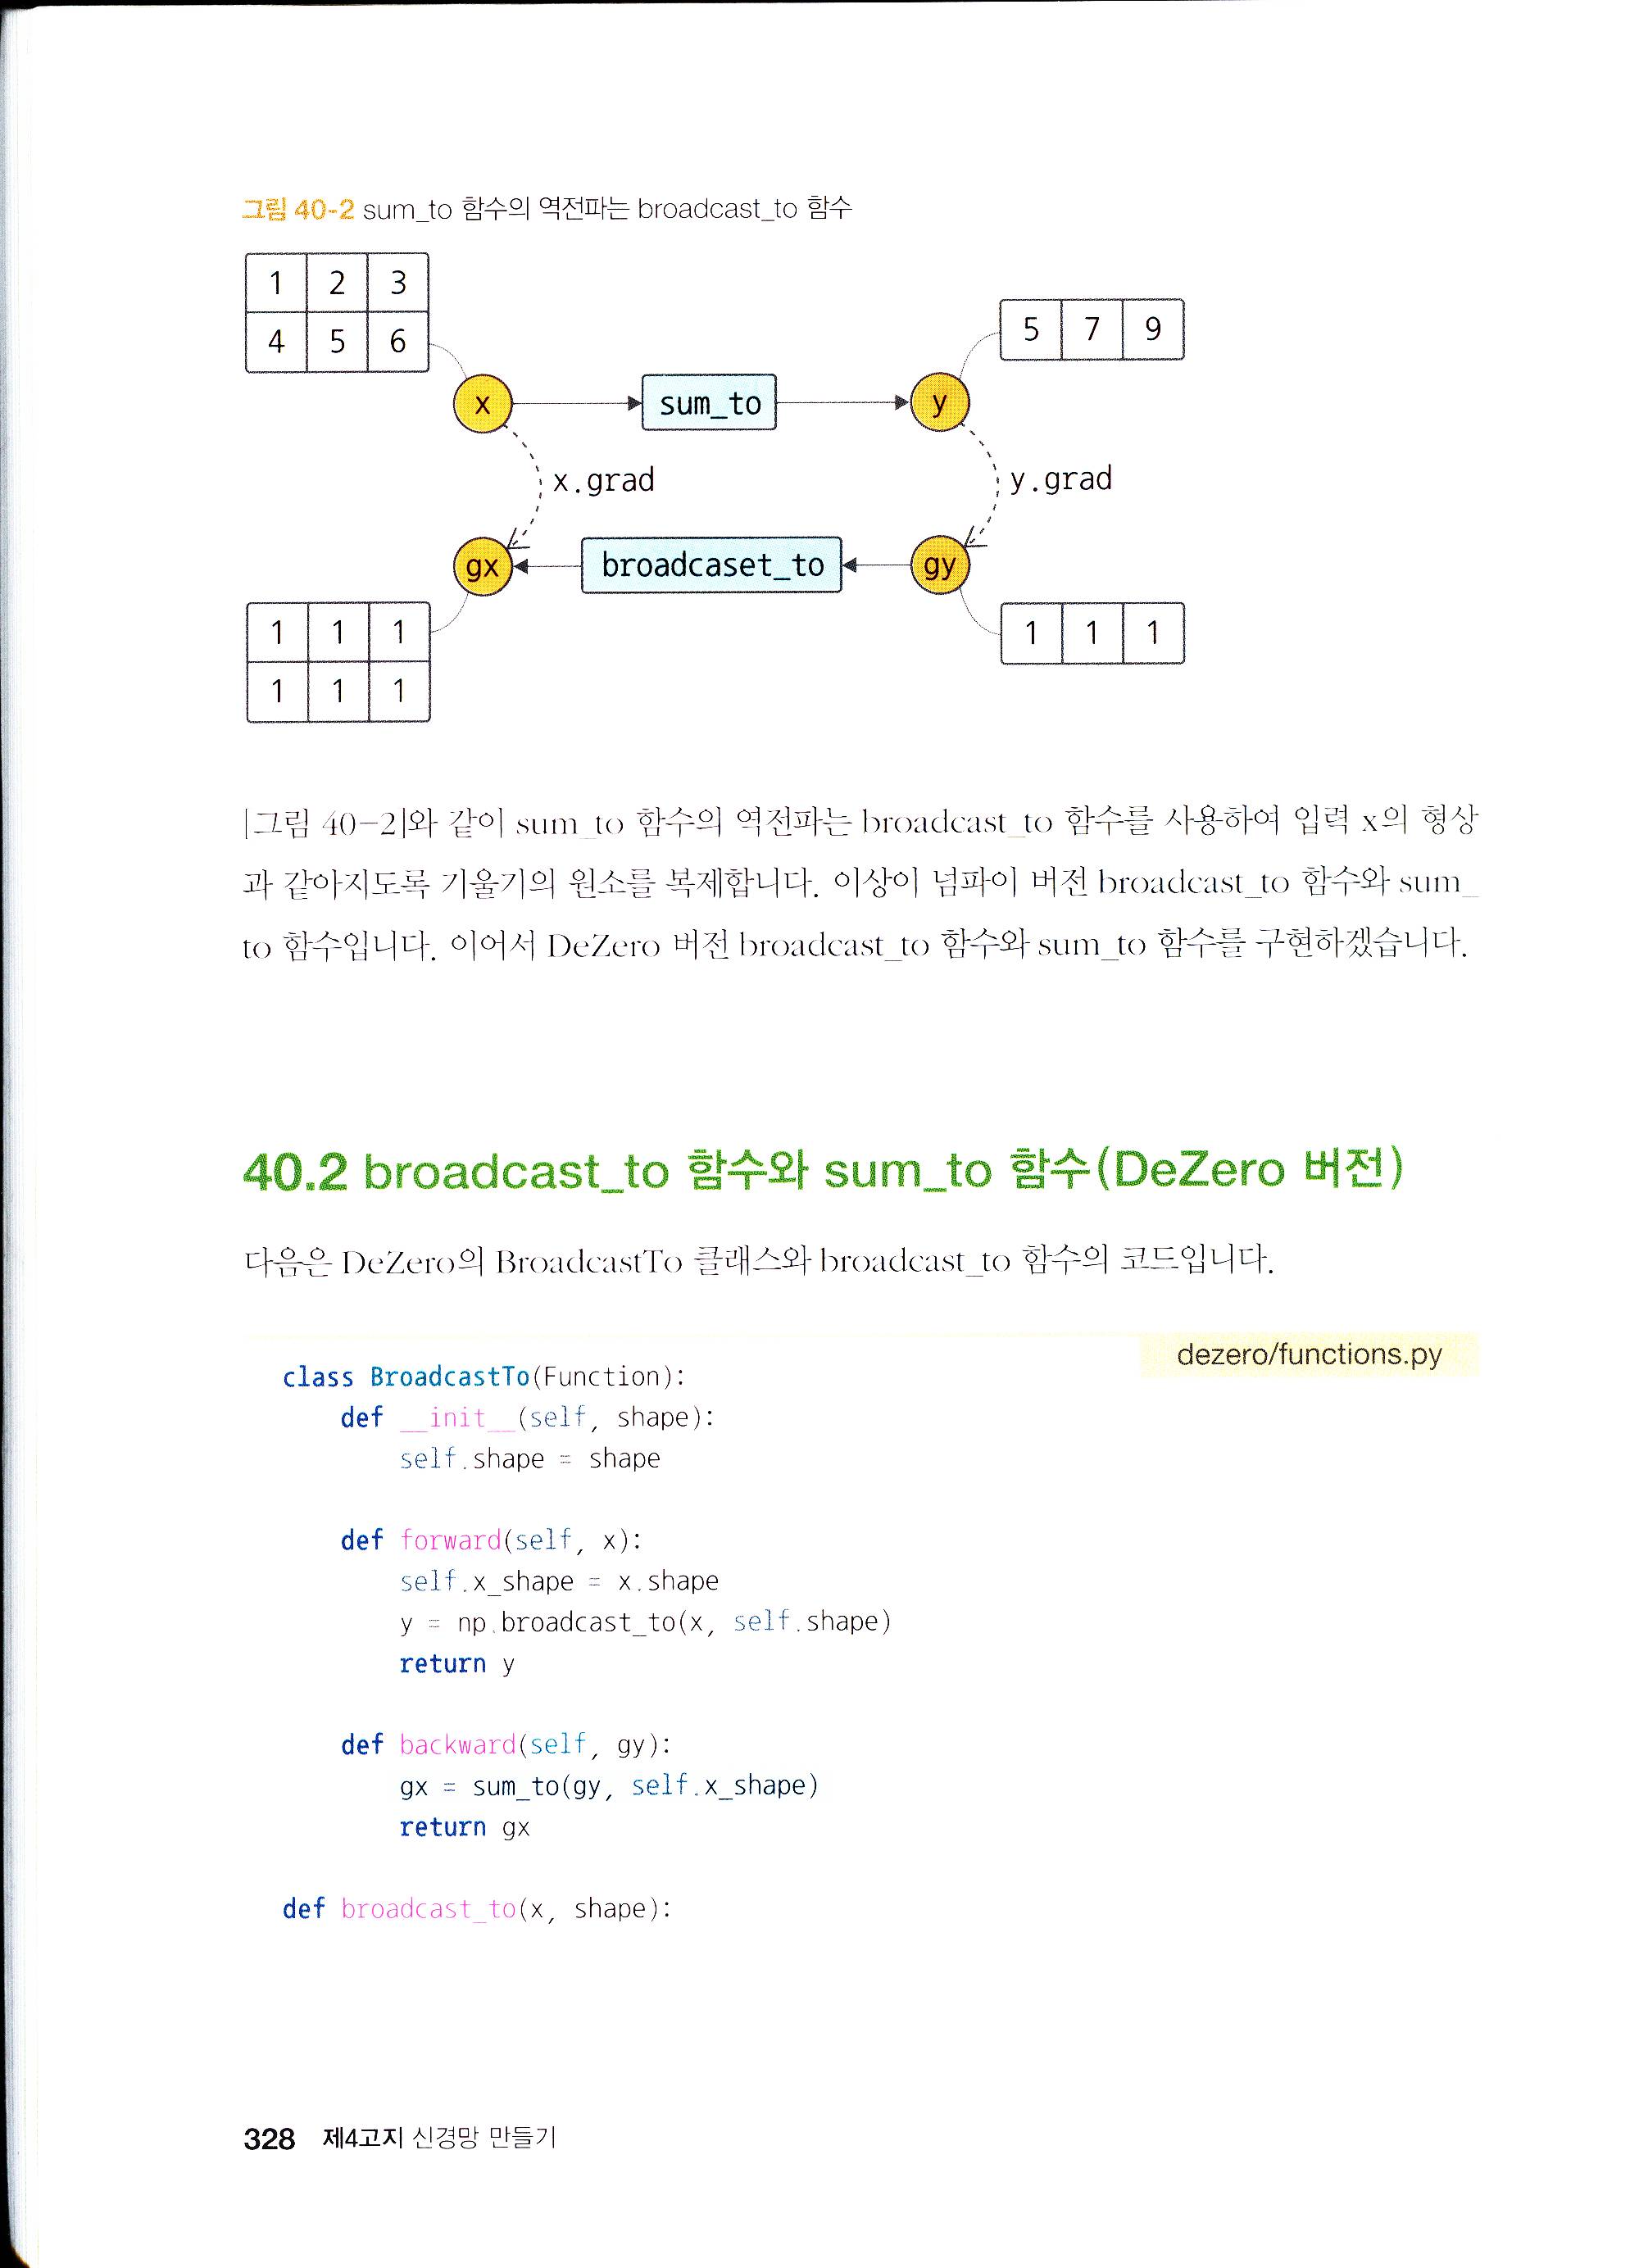 그림 40-2 sum_to 함수의 역전파는 broadcast_to 함수
1 2 3
4 5 6
5 7 9
x
sum_to
y
x.grad
y.grad
gx
broadcaset_to
gy
1 1 1
1 1 1
1 1 1
[그림 40-2]와 같이 sum_to 함수의 역전파는 broadcast_to 함수를 사용하여 입력 x의 형상
과 같아지도록 기울기의 원소를 복제합니다. 이상이 넘파이 버전 broadcast_to 함수와 sum_
to 함수입니다. 이어서 DeZero 버전 broadcast_to 함수와 sum_to 함수를 구현하겠습니다.
40.2 broadcast_to 함수와 sum_to 함수(DeZero 버전)
다음은 DeZero의 BroadcastTo 클래스와 broadcast_to 함수의 코드입니다.
dezero/functions.py
class BroadcastTo(Function):
    def __init__(self, shape):
        self.shape = shape
    def forward(self, x):
        self.x_shape = x.shape
        y = np.broadcast_to(x, self.shape)
        return y
    def backward(self, gy):
        gx = sum_to(gy, self.x_shape)
        return gx
def broadcast_to(x, shape):
328 제4고지 신경망 만들기